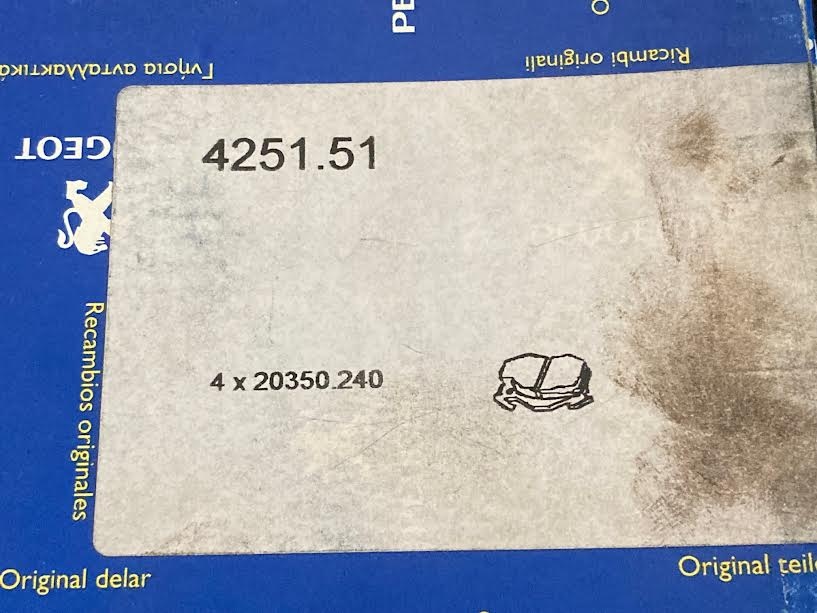 PE
Ricambi originali
Γνήσια ανταλλακτικά
GEOT
4251.51
4 x 20350.240
Recambios originales
Original delar
Original teile